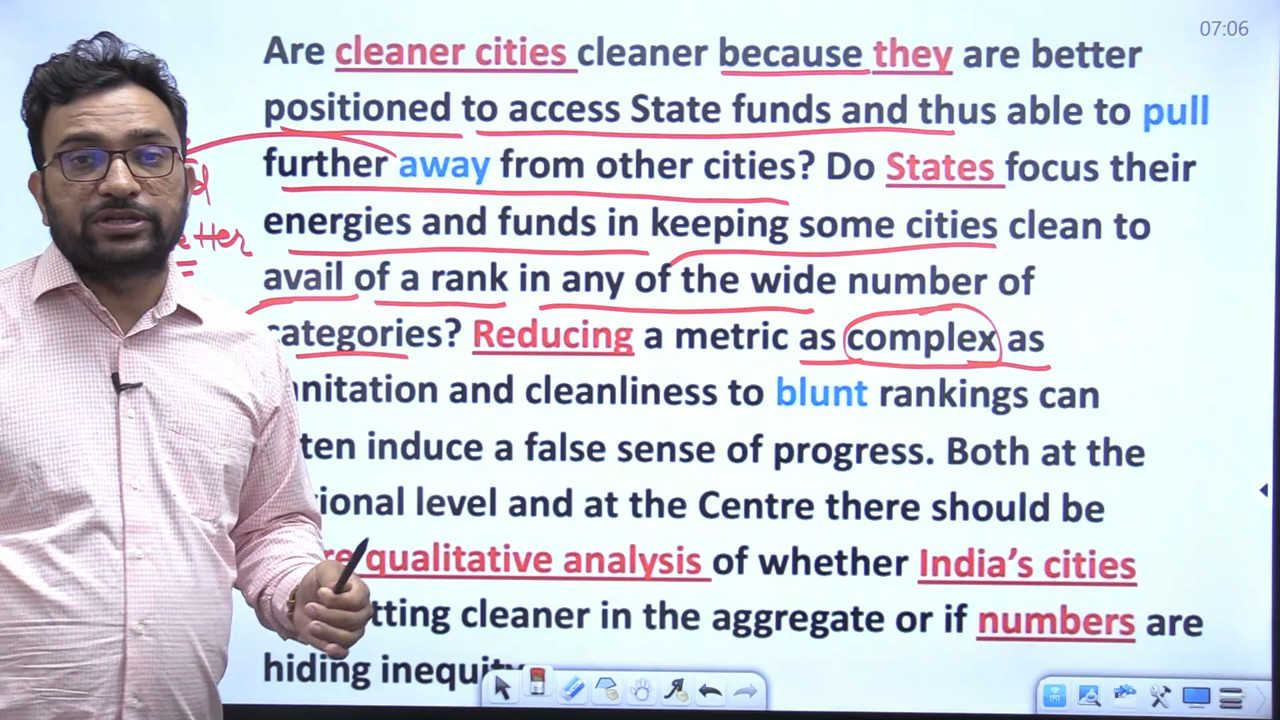 07:06
Are cleaner cities cleaner because they are better
positioned to access State funds and thus able to pull
further away from other cities? Do States focus their
energies and funds in keeping some cities clean to
avail of a rank in any of the wide number of
categories? Reducing a metric as complex as
nitation and cleanliness to blunt rankings can
ten induce a false sense of progress. Both at the
ional level and at the Centre there should be
re qualitative analysis of whether India's cities
tting cleaner in the aggregate or if numbers are
hiding inequity